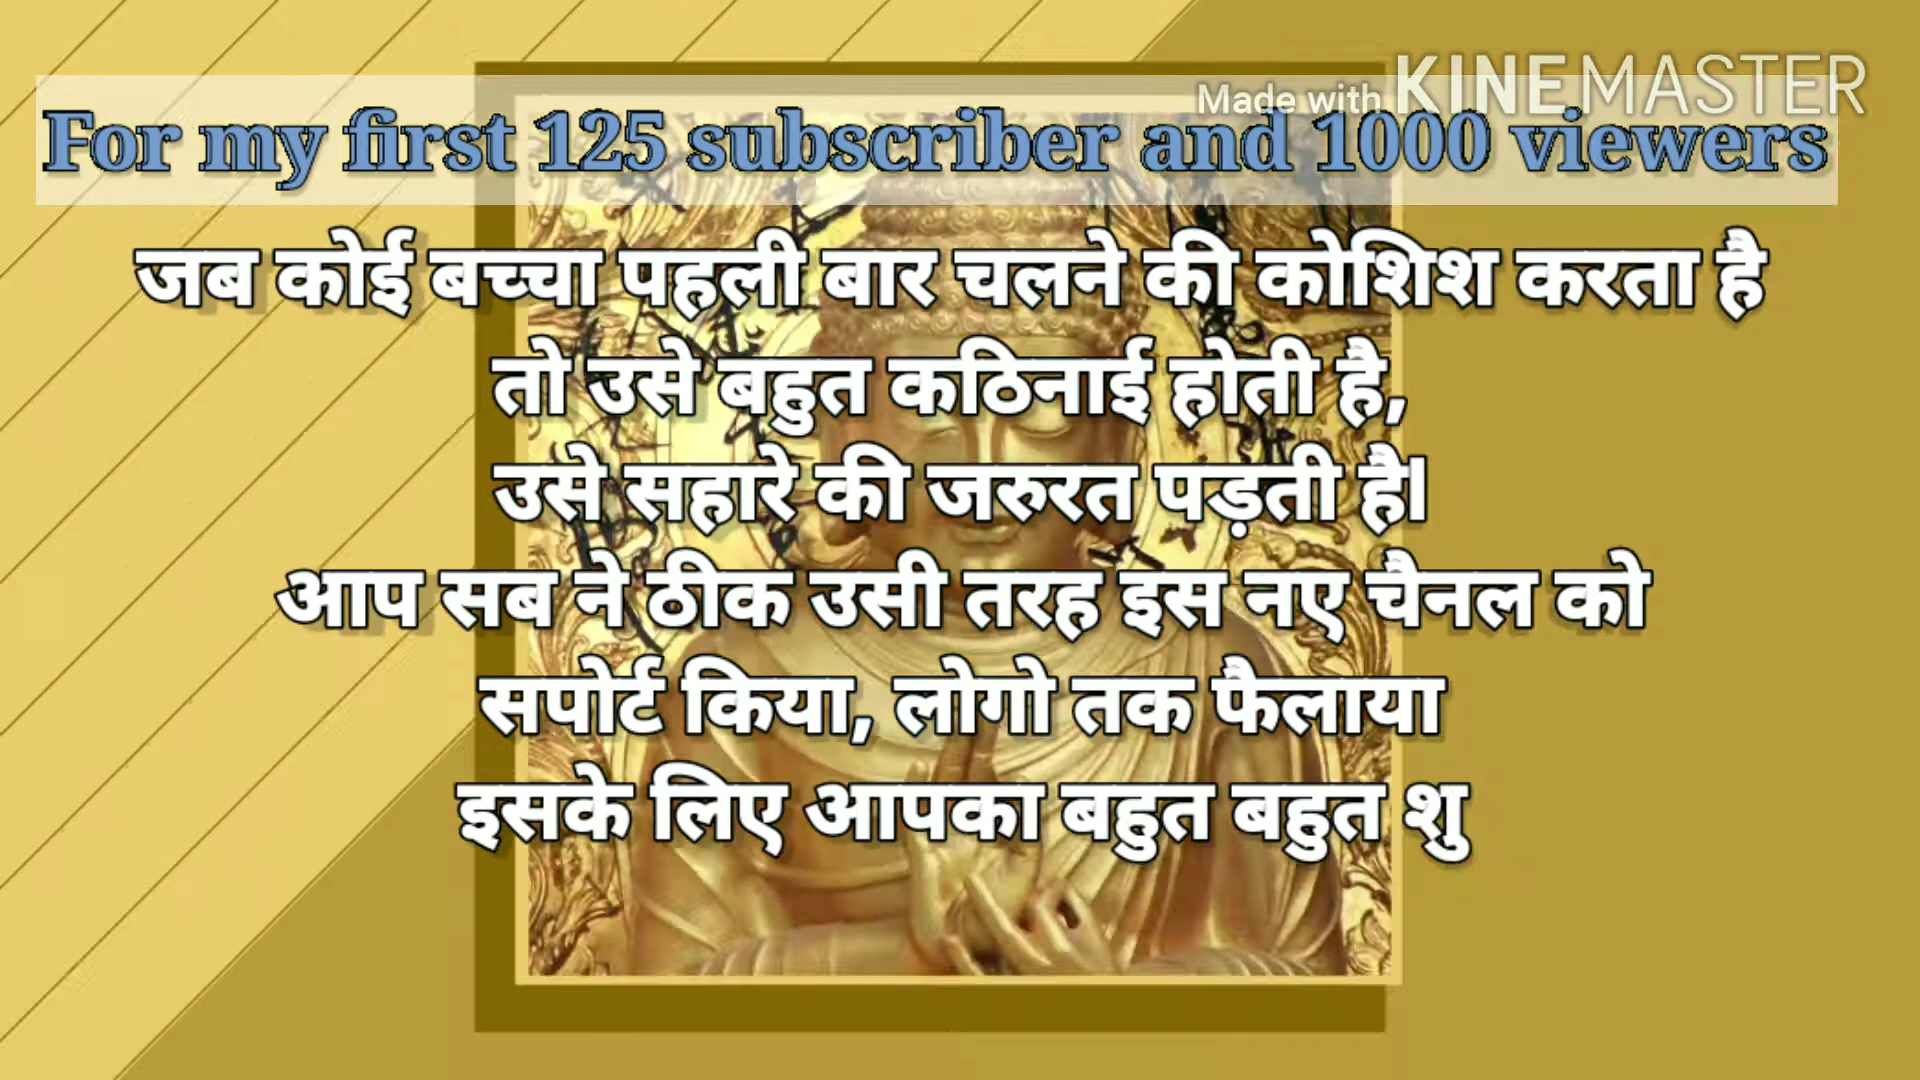 Made with KINEMASTER
For my first 125 subscriber and 1000 viewers
जब कोई बच्चा पहली बार चलने की कोशिश करता है
तो उसे बहुत कठिनाई होती है,
उसे सहारे की जरुरत पड़ती है।
आप सब ने ठीक उसी तरह इस नए चैनल को
सपोर्ट किया, लोगो तक फैलाया
इसके लिए आपका बहुत बहुत शु